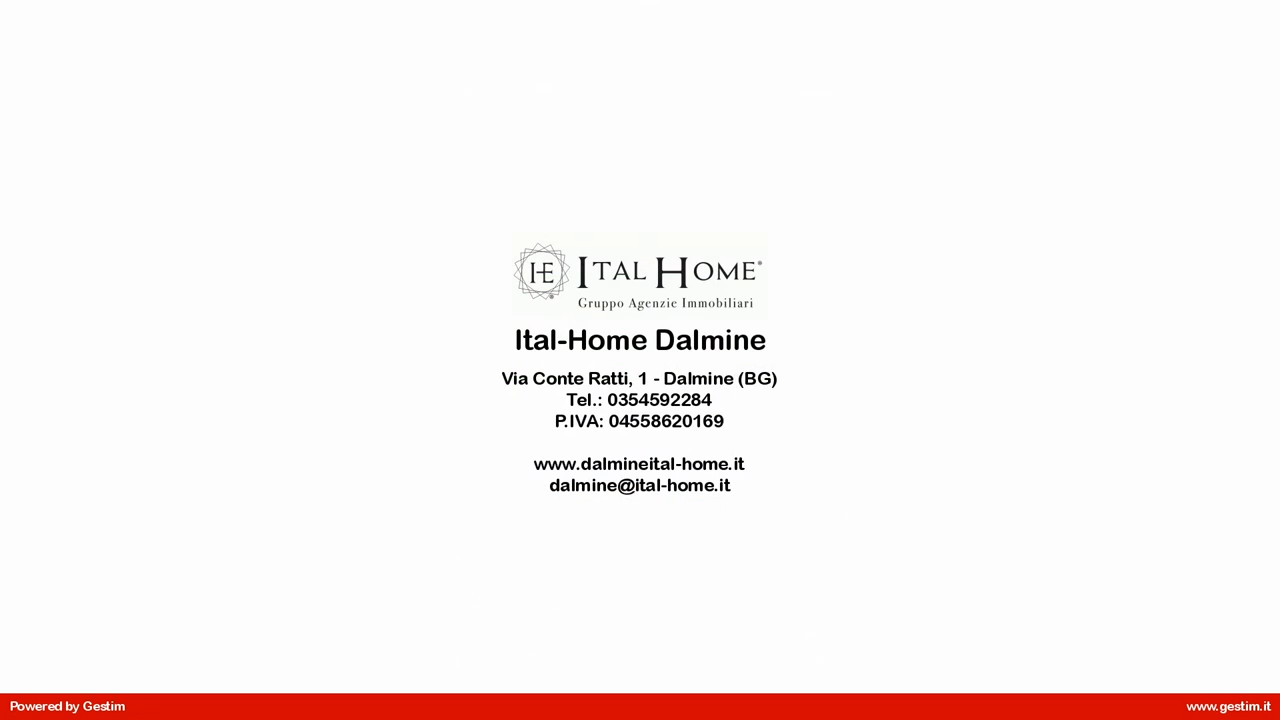 HE ITAL HOME®
Gruppo Agenzie Immobiliari
Ital-Home Dalmine
Via Conte Ratti, 1 - Dalmine (BG)
Tel.: 0354592284
P.IVA: 04558620169
www.dalmineital-home.it
dalmine@ital-home.it
Powered by Gestim
www.gestim.it